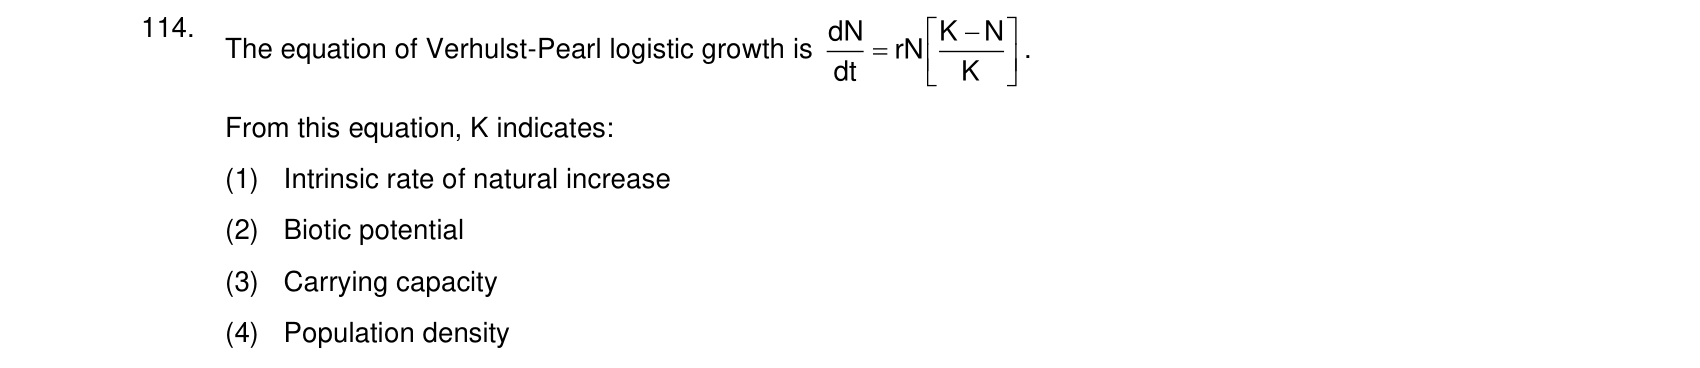 114. The equation of Verhulst-Pearl logistic growth is dN/dt = rN[K – N / K].
From this equation, K indicates:
(1) Intrinsic rate of natural increase
(2) Biotic potential
(3) Carrying capacity
(4) Population density